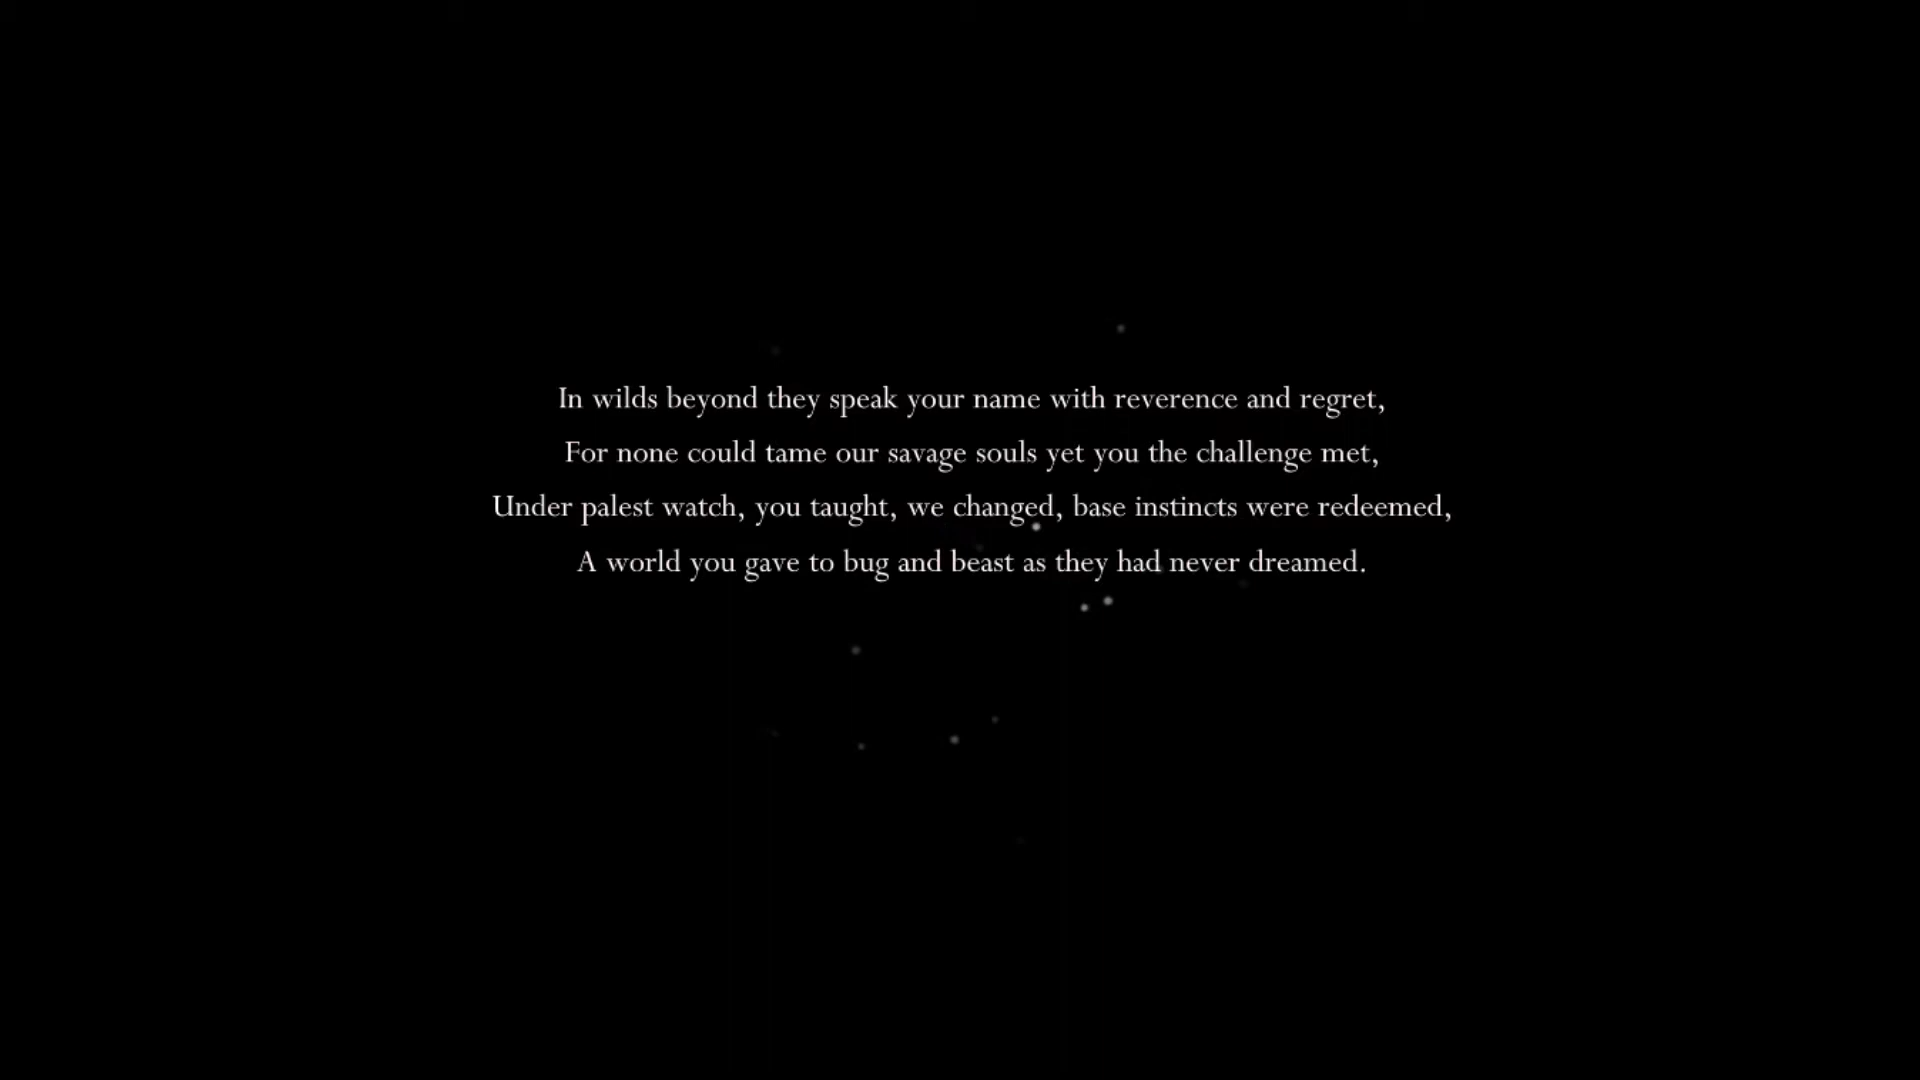 In wilds beyond they speak your name with reverence and regret,
For none could tame our savage souls yet you the challenge met,
Under palest watch, you taught, we changed, base instincts were redeemed,
A world you gave to bug and beast as they had never dreamed.